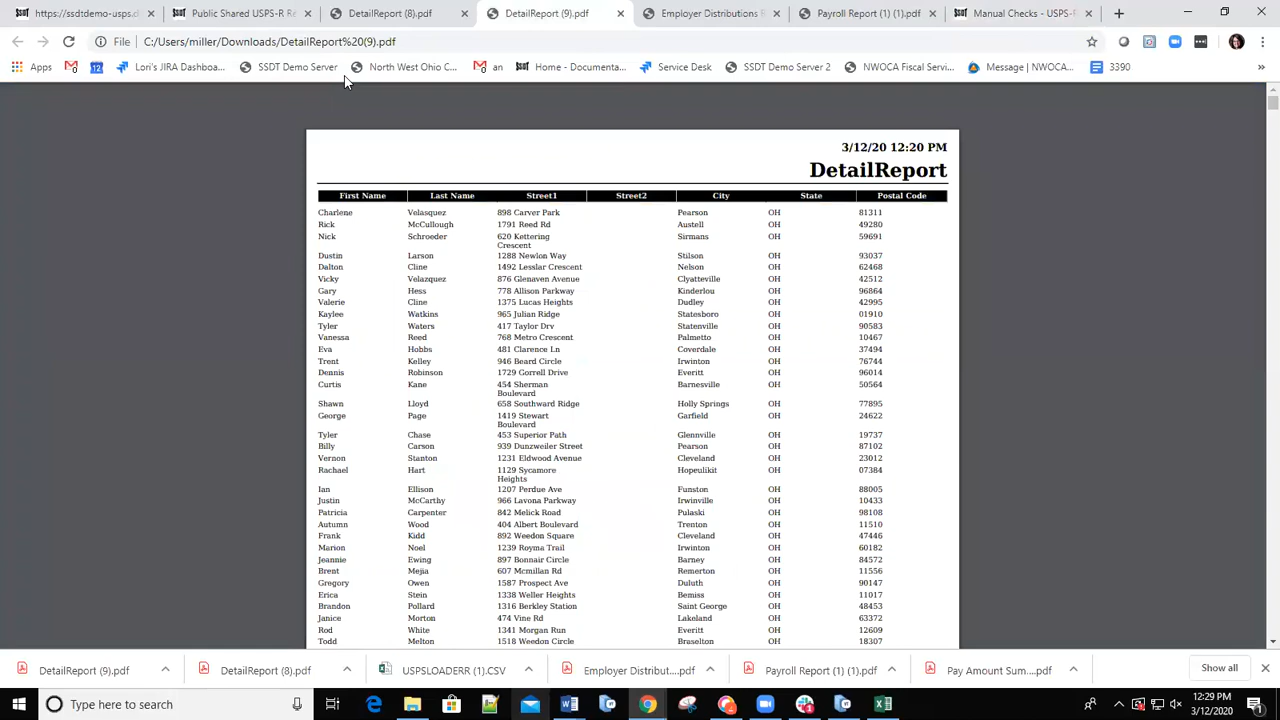 https://ssdtdemo-usps.d
Public Shared USPS-R Re
DetailReport (8).pdf
DetailReport (9).pdf
Employer Distributions R
Payroll Report (1) (1).pdf
Manual Checks - USPS-R
File C:/Users/miller/Downloads/DetailReport%20(9).pdf
Apps
12
Lori's JIRA Dashboa...
SSDT Demo Server
North West Ohio C...
an
Home - Documenta...
Service Desk
SSDT Demo Server 2
NWOCA Fiscal Servi...
Message | NWOCA...
3390
»
3/12/20 12:20 PM
DetailReport
First Name Last Name Street1 Street2 City State Postal Code
Charlene Velasquez 898 Carver Park Pearson OH 81311
Rick McCullough 1791 Reed Rd Austell OH 49280
Nick Schroeder 620 Kettering Sirmans OH 59691
Crescent
Dustin Larson 1288 Newlon Way Stilson OH 93037
Dalton Cline 1492 Lesslar Crescent Nelson OH 62468
Vicky Velazquez 876 Glenaven Avenue Clyatteville OH 42512
Gary Hess 778 Allison Parkway Kinderlou OH 96864
Valerie Cline 1375 Lucas Heights Dudley OH 42995
Kaylee Watkins 965 Julian Ridge Statesboro OH 01910
Tyler Waters 417 Taylor Drv Statenville OH 90583
Vanessa Reed 768 Metro Crescent Palmetto OH 10467
Eva Hobbs 481 Clarence Ln Coverdale OH 37494
Trent Kelley 946 Beard Circle Irwinton OH 76744
Dennis Robinson 1729 Gorrell Drive Everitt OH 96014
Curtis Kane 454 Sherman Barnesville OH 50564
Boulevard
Shawn Lloyd 658 Southward Ridge Holly Springs OH 77895
George Page 1419 Stewart Garfield OH 24622
Boulevard
Tyler Chase 453 Superior Path Glennville OH 19737
Billy Carson 939 Dunzweiler Street Pearson OH 87102
Vernon Stanton 1231 Eldwood Avenue Cleveland OH 23012
Rachael Hart 1129 Sycamore Hopeulikit OH 07384
Heights
Ian Ellison 1207 Perdue Ave Funston OH 88005
Justin McCarthy 966 Lavona Parkway Irwinville OH 10433
Patricia Carpenter 842 Melick Road Pulaski OH 98108
Autumn Wood 404 Albert Boulevard Trenton OH 11510
Frank Kidd 892 Weedon Square Cleveland OH 47446
Marion Noel 1239 Royma Trail Irwinton OH 60182
Jeannie Ewing 897 Bonnair Circle Barney OH 84572
Brent Mejia 607 Mcmillan Rd Remerton OH 11556
Gregory Owen 1587 Prospect Ave Duluth OH 90147
Erica Stein 1338 Weller Heights Bemiss OH 11017
Brandon Pollard 1316 Berkley Station Saint George OH 48453
Janice Morton 474 Vine Rd Lakeland OH 63372
Rod White 1341 Morgan Run Everitt OH 12609
Todd Melton 1518 Weedon Circle Braselton OH 18307
DetailReport (9).pdf
DetailReport (8).pdf
USPSLOADERR (1).CSV
Employer Distribut....pdf
Payroll Report (1) (1).pdf
Pay Amount Sum....pdf
Show all
Type here to search
12:29 PM
3/12/2020